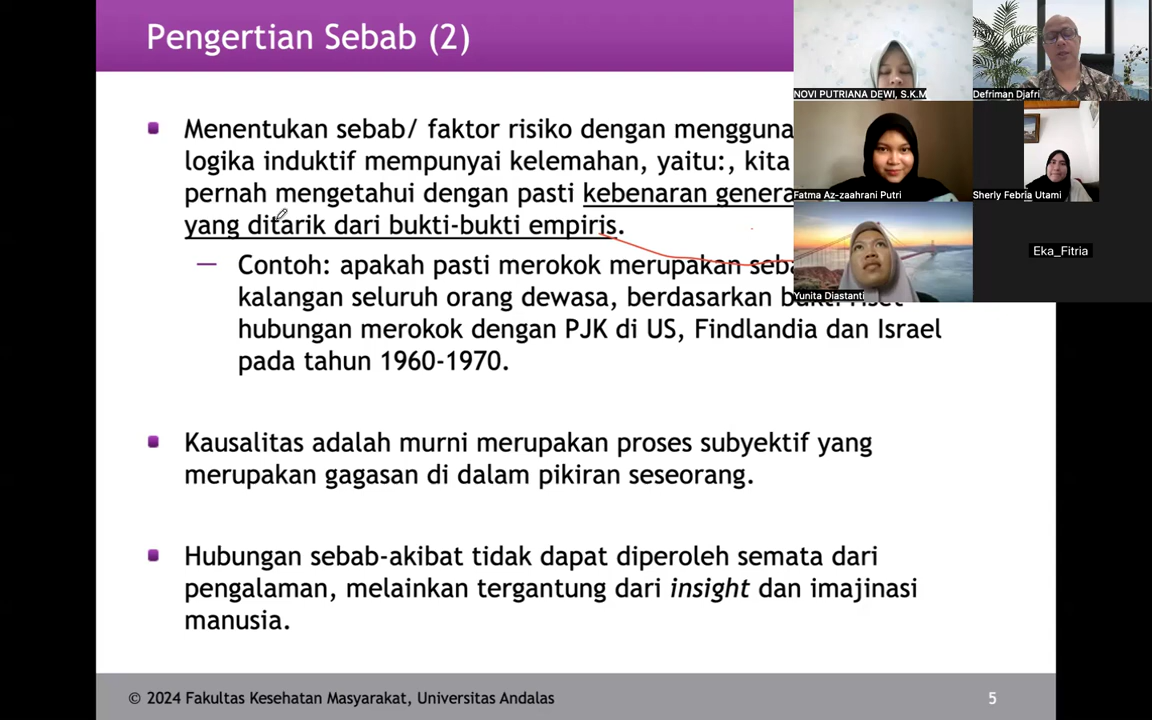 Pengertian Sebab (2)
Menentukan sebab/ faktor risiko dengan mengguna
logika induktif mempunyai kelemahan, yaitu:, kita
pernah mengetahui dengan pasti kebenaran genera
yang ditarik dari bukti-bukti empiris.
— Contoh: apakah pasti merokok merupakan seba
kalangan seluruh orang dewasa, berdasarkan bukti riset
hubungan merokok dengan PJK di US, Findlandia dan Israel
pada tahun 1960-1970.
Kausalitas adalah murni merupakan proses subyektif yang
merupakan gagasan di dalam pikiran seseorang.
Hubungan sebab-akibat tidak dapat diperoleh semata dari
pengalaman, melainkan tergantung dari insight dan imajinasi
manusia.
© 2024 Fakultas Kesehatan Masyarakat, Universitas Andalas
5
NOVI PUTRIANA DEWI, S.K.M
Defriman Djafri
Fatma Az-zaahrani Putri
Sherly Febria Utami
Yunita Diastanti
Eka_Fitria